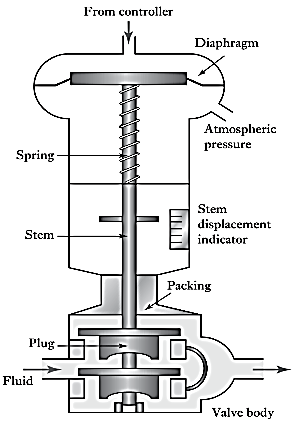 From controller
Diaphragm
Atmospheric
pressure
Spring
Stem
displacement
indicator
Stem
Packing
Plug
Fluid
Valve body